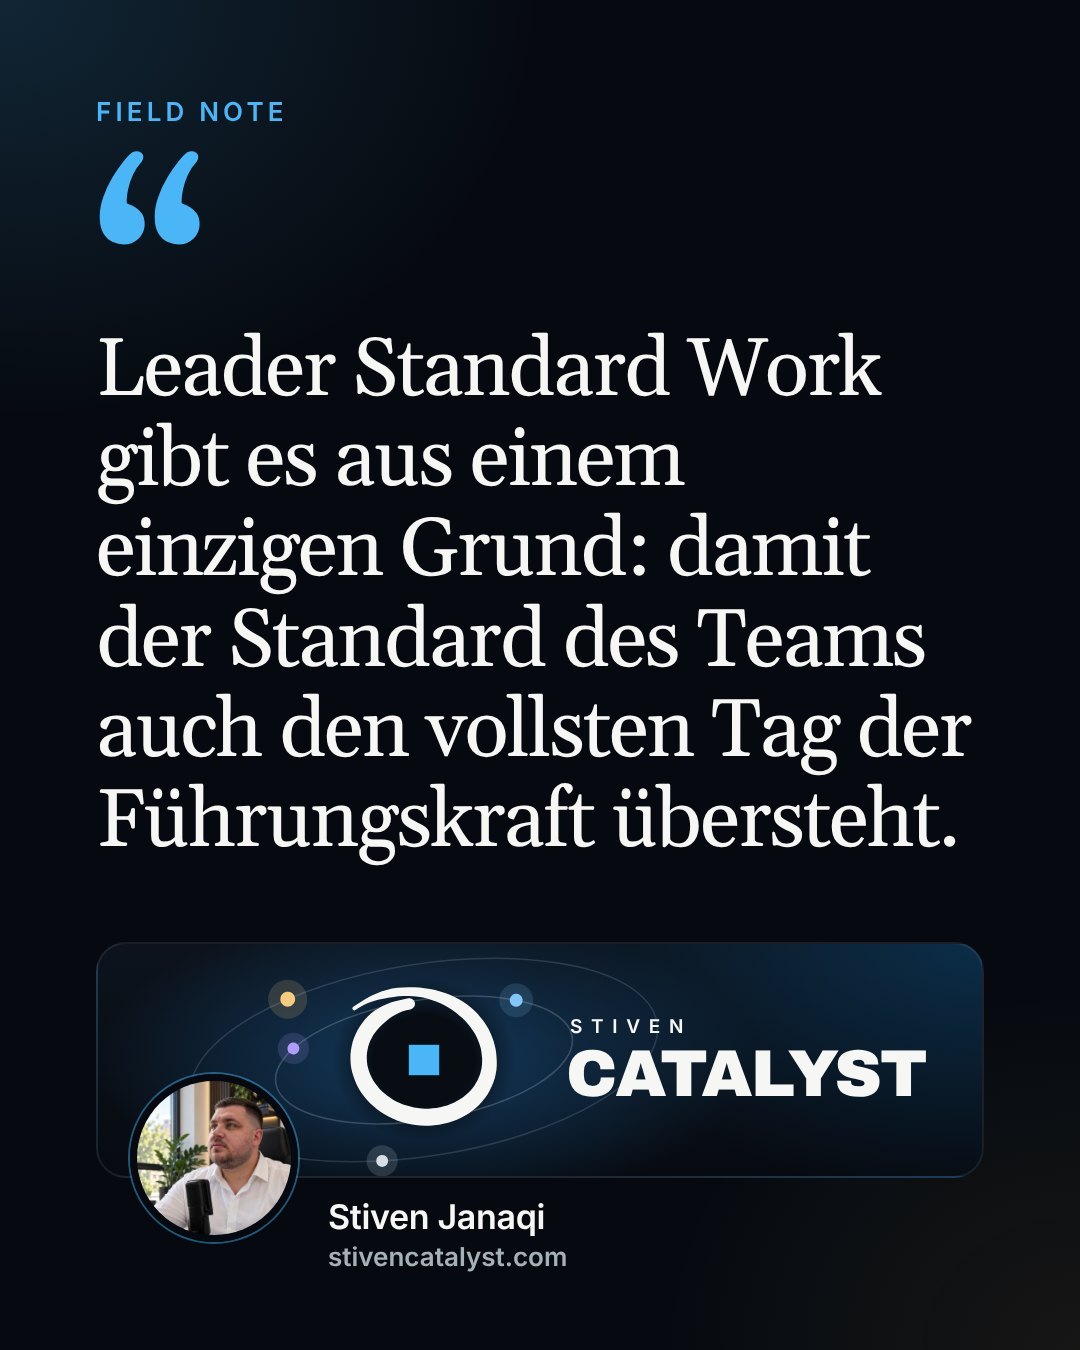 FIELD NOTE
“
Leader Standard Work
gibt es aus einem
einzigen Grund: damit
der Standard des Teams
auch den vollsten Tag der
Führungskraft übersteht.
STIVEN
CATALYST
Stiven Janaqi
stivencatalyst.com